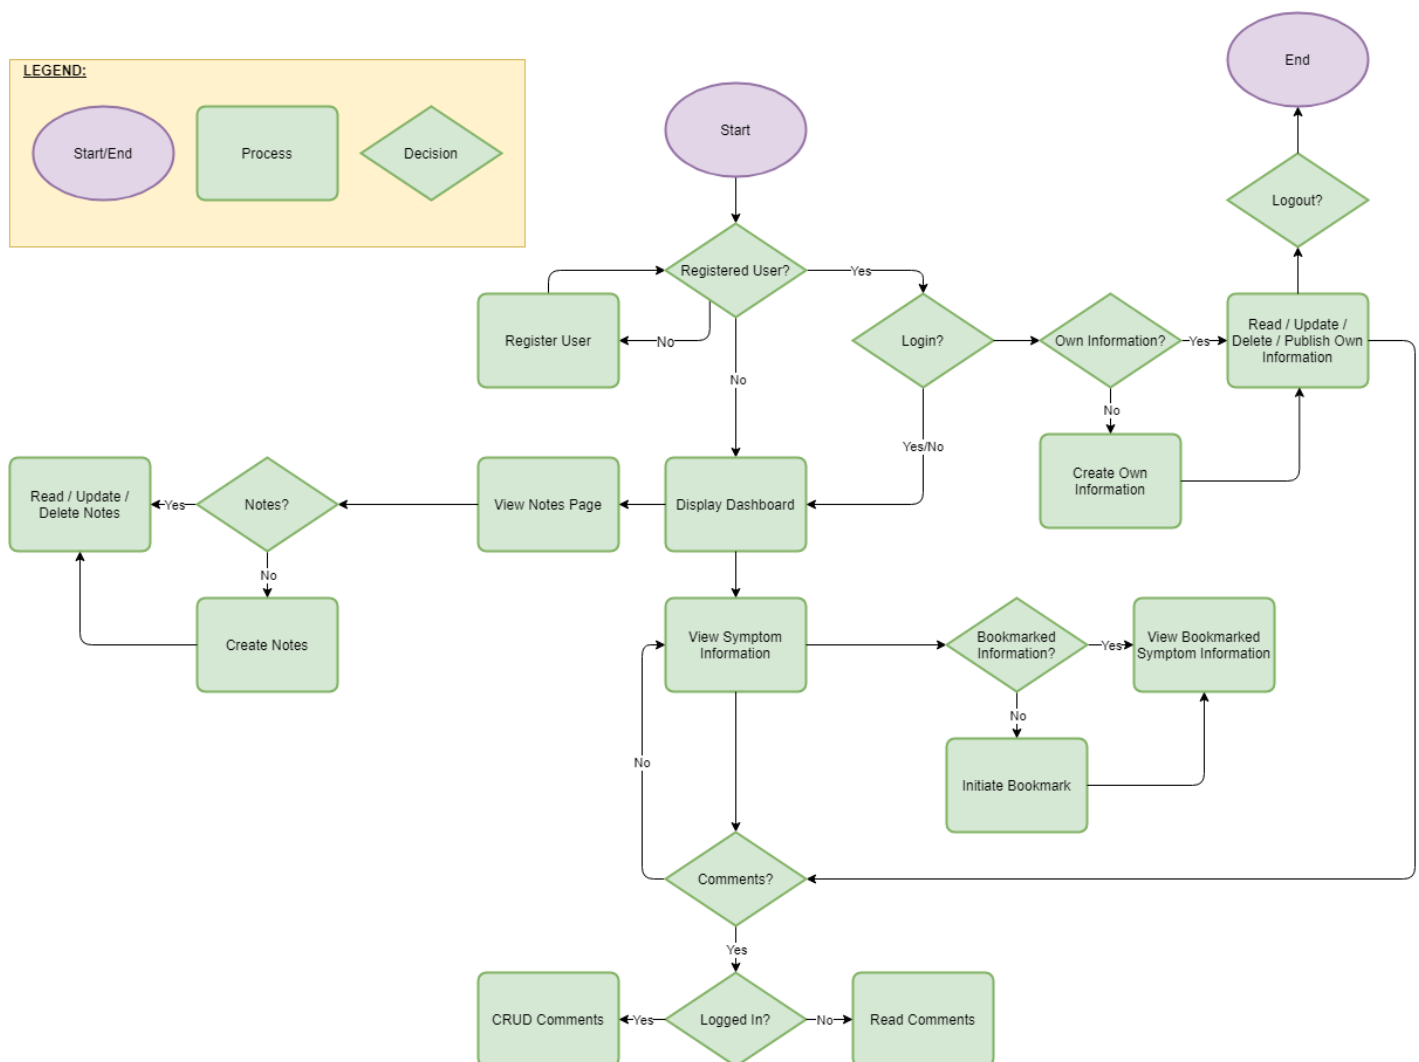 LEGEND:
Start/End
Process
Decision
Start
End
Logout?
Registered User?
Yes
Register User
No
No
Login?
Own Information?
Yes
Read / Update /
Delete / Publish Own
Information
No
Yes/No
Create Own
Information
Read / Update /
Delete Notes
Yes
Notes?
View Notes Page
Display Dashboard
No
Create Notes
View Symptom
Information
Bookmarked
Information?
Yes
View Bookmarked
Symptom Information
No
No
Initiate Bookmark
Comments?
Yes
CRUD Comments
Yes
Logged In?
No
Read Comments